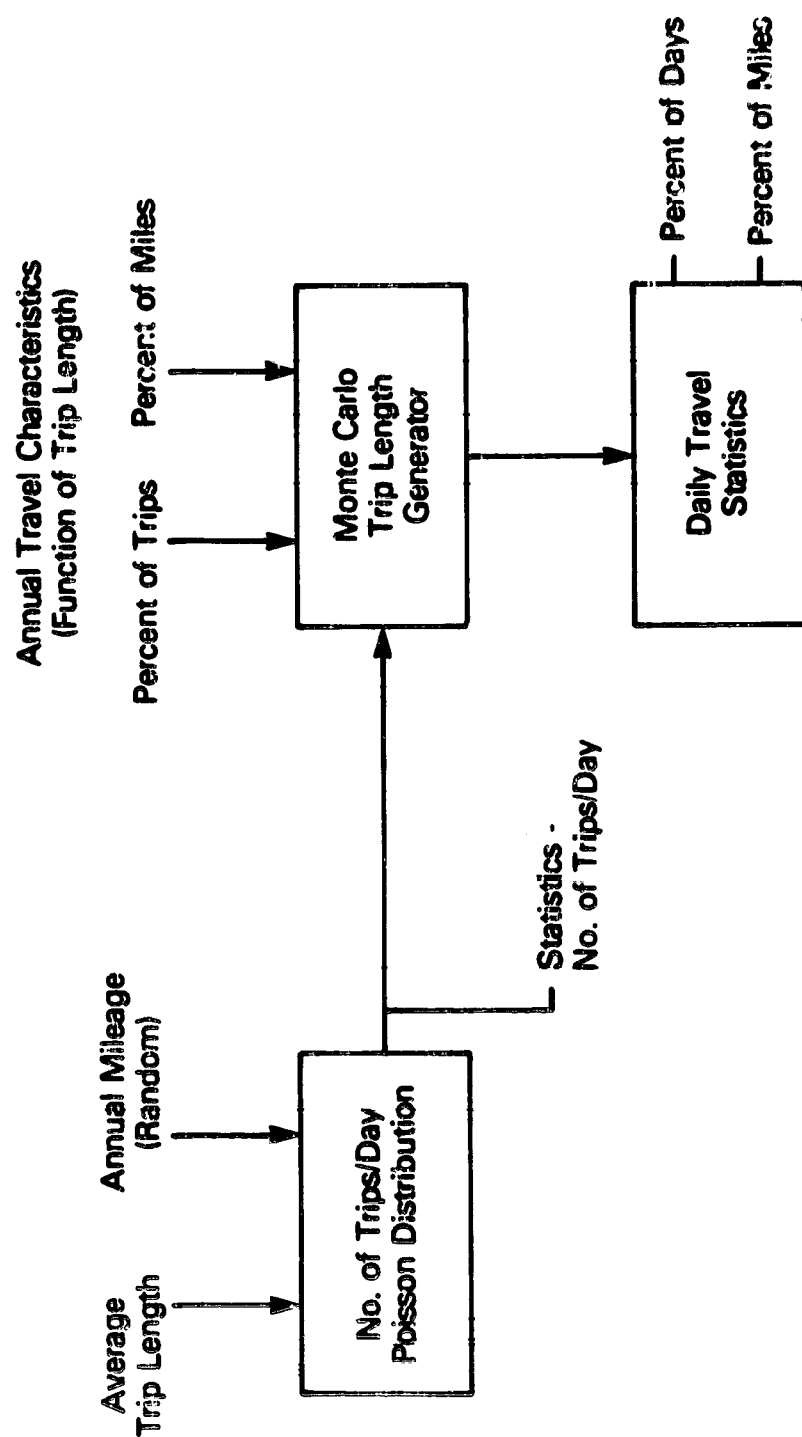 Annual Travel Characteristics
(Function of Trip Length)
Average
Trip Length
Annual Mileage
(Random)
Percent of Trips
Percent of Miles
No. of Trips/Day
Poisson Distribution
Monte Carlo
Trip Length
Generator
Statistics -
No. of Trips/Day
Daily Travel
Statistics
Percent of Days
Percent of Miles